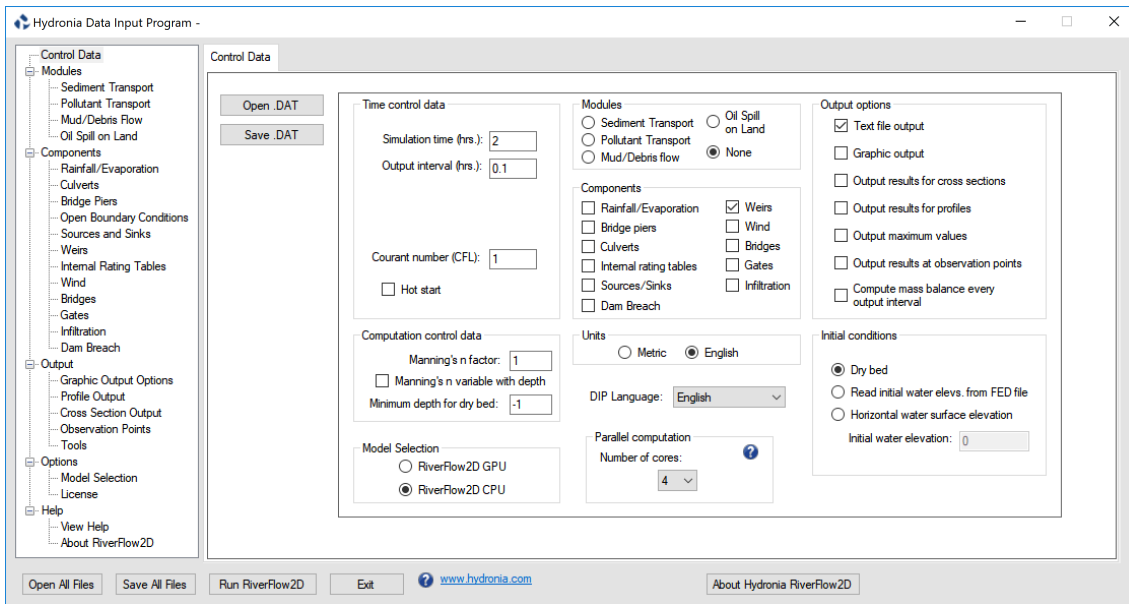 Hydronia Data Input Program -
Control Data
Modules
Sediment Transport
Pollutant Transport
Mud/Debris Flow
Oil Spill on Land
Components
Rainfall/Evaporation
Culverts
Bridge Piers
Open Boundary Conditions
Sources and Sinks
Weirs
Internal Rating Tables
Wind
Bridges
Gates
Infiltration
Dam Breach
Output
Graphic Output Options
Profile Output
Cross Section Output
Observation Points
Tools
Options
Model Selection
License
Help
View Help
About RiverFlow2D
Control Data
Open .DAT
Save .DAT
Time control data
Simulation time (hrs.): 2
Output interval (hrs.): 0.1
Courant number (CFL): 1
Hot start
Computation control data
Manning's n factor: 1
Manning's n variable with depth
Minimum depth for dry bed: -1
Model Selection
RiverFlow2D GPU
RiverFlow2D CPU
Modules
Sediment Transport
Pollutant Transport
Mud/Debris flow
Oil Spill
on Land
None
Components
Rainfall/Evaporation
Bridge piers
Culverts
Internal rating tables
Sources/Sinks
Dam Breach
Weirs
Wind
Bridges
Gates
Infiltration
Units
Metric
English
DIP Language: English
Parallel computation
Number of cores:
?
4
Output options
Text file output
Graphic output
Output results for cross sections
Output results for profiles
Output maximum values
Output results at observation points
Compute mass balance every
output interval
Initial conditions
Dry bed
Read initial water elevs. from FED file
Horizontal water surface elevation
Initial water elevation: 0
Open All Files
Save All Files
Run RiverFlow2D
Exit
?
www.hydronia.com
About Hydronia RiverFlow2D